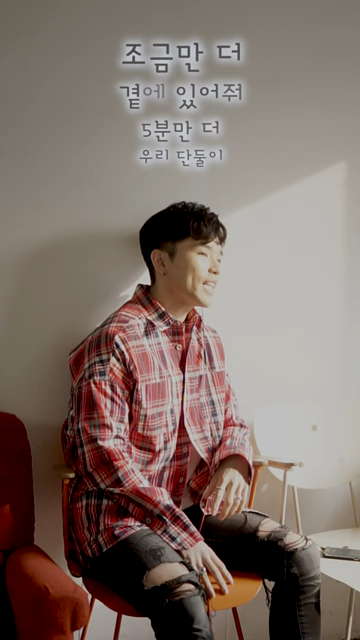 조금만 더
곁에 있어줘
5분만 더
우리 단둘이